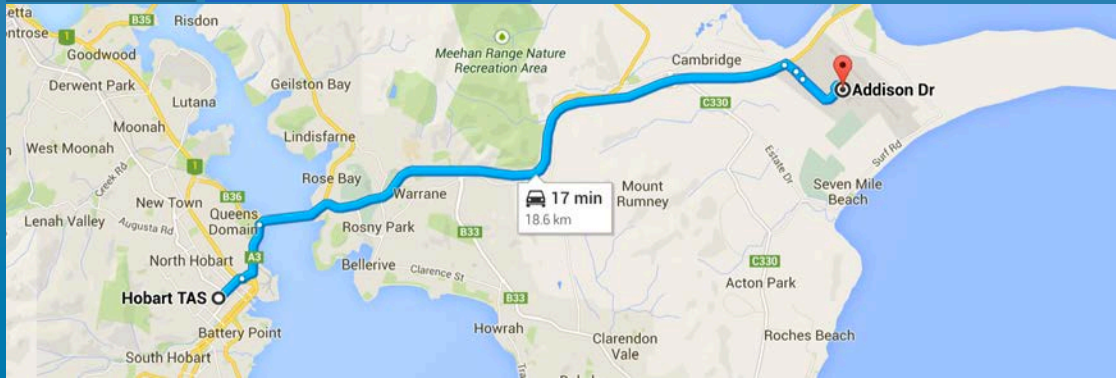 etta
ontrose
B35
Risdon
1
Goodwood
Meehan Range Nature
Recreation Area
Cambridge
Derwent Park
Geilston Bay
Addison Dr
Lutana
C330
Moonah
Lindisfarne
West Moonah
Creek Rd
1
Estate Dr
Surf Rd
Rose Bay
Warrane
17 min
18.6 km
Mount
Rumney
Seven Mile
Beach
New Town
B36
Queens
Domain
Lenah Valley
Augusta Rd
Rosny Park
B33
North Hobart
A3
Bellerive
Clarence St
C330
Acton Park
Hobart TAS
B33
Battery Point
Howrah
Clarendon
Vale
Roches Beach
South Hobart